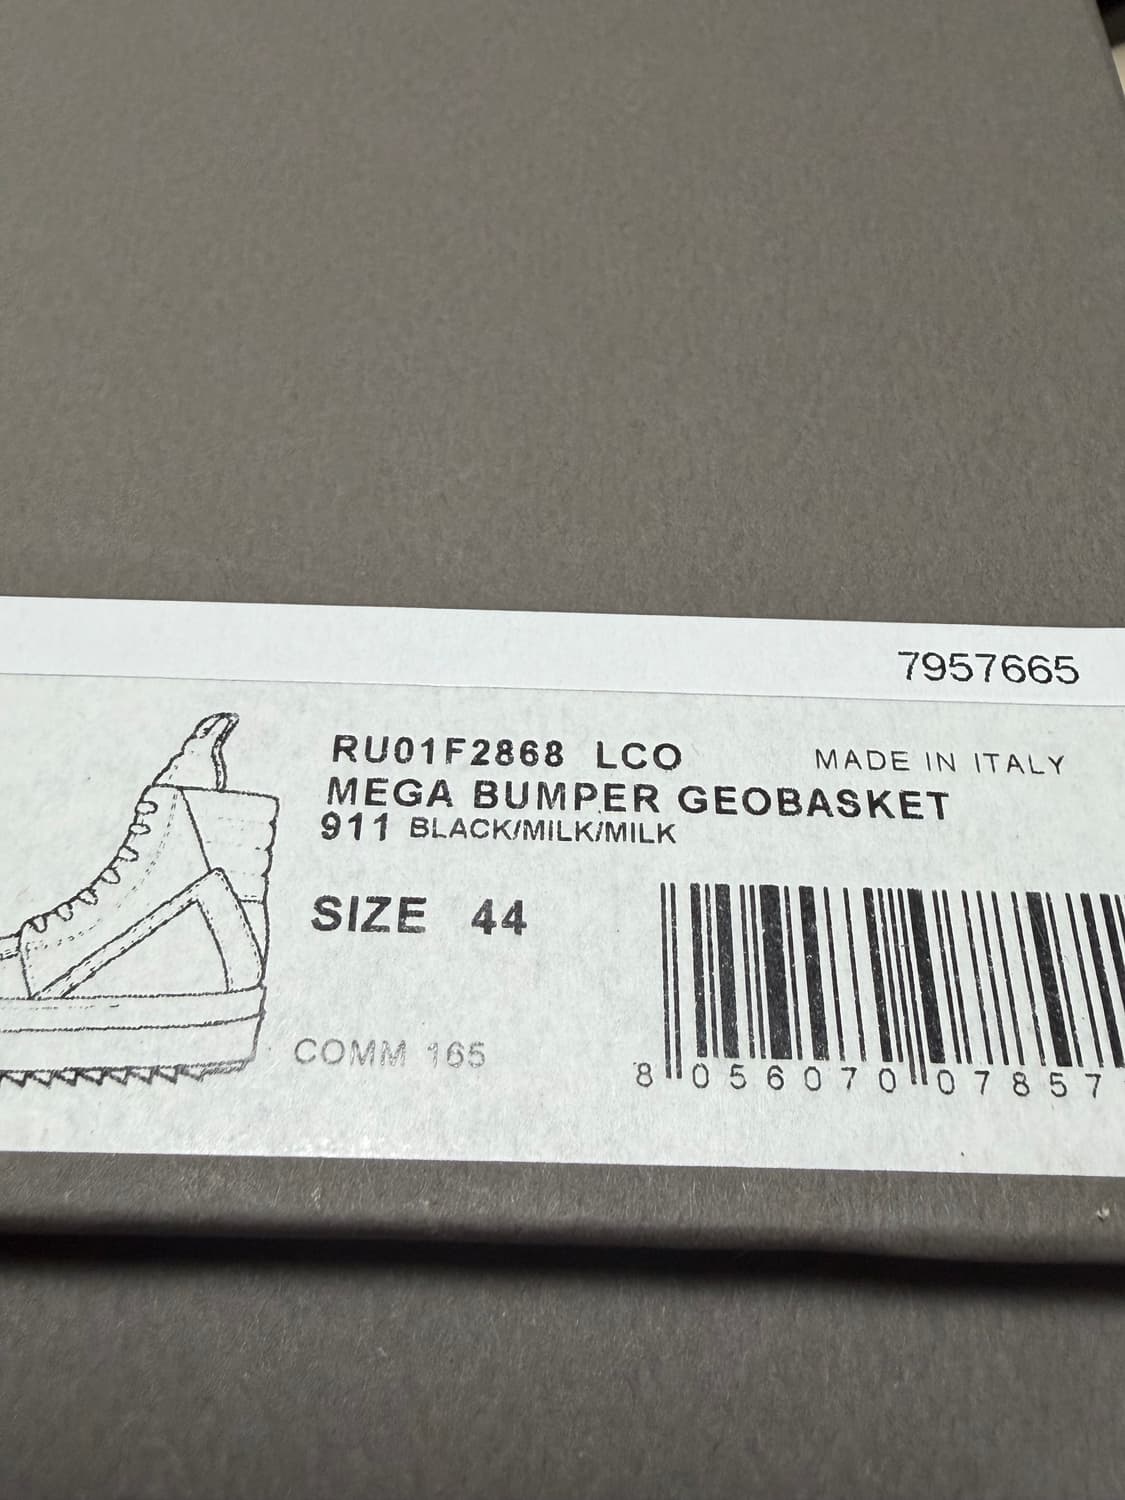 7957665
RU01F2868 LCO
MADE IN ITALY
MEGA BUMPER GEOBASKET
911 BLACK/MILK/MILK
SIZE 44
COMM 165
8 056070 07857